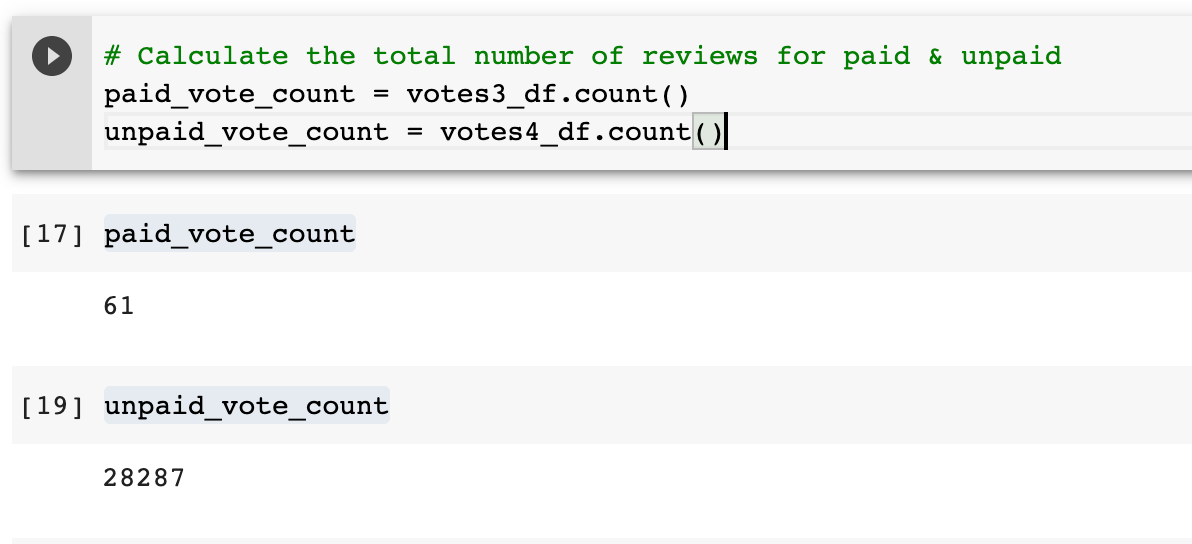 # Calculate the total number of reviews for paid & unpaid
paid_vote_count = votes3_df.count()
unpaid_vote_count = votes4_df.count()
[17] paid_vote_count
61
[19] unpaid_vote_count
28287